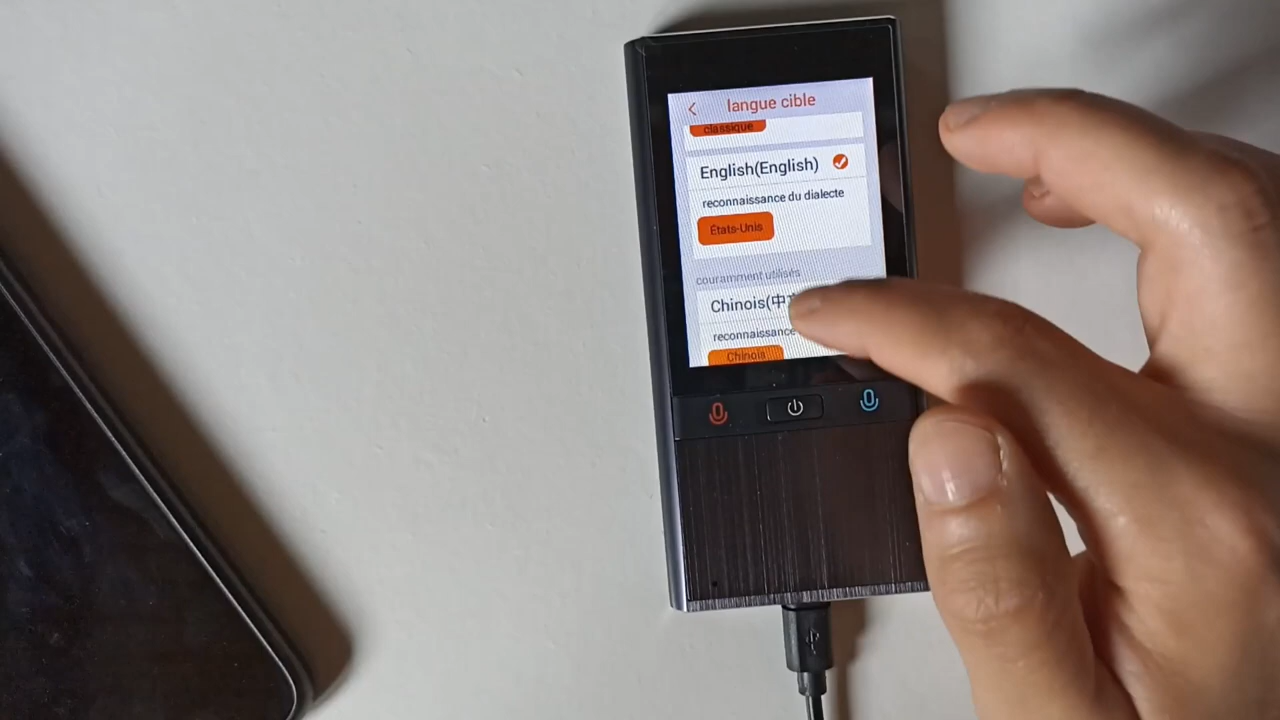 langue cible
classique
English(English)
reconnaissance du dialecte
États-Unis
couramment utilisés
Chinois(中
reconnaissance
Chinois